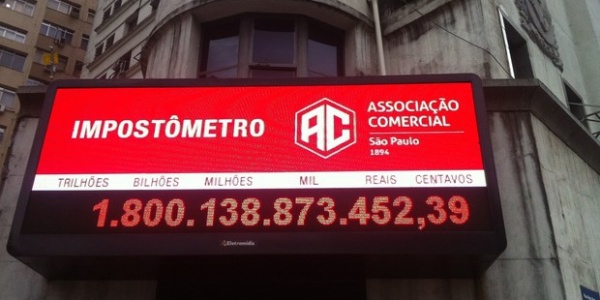 IMPOSTÔMETRO
AC
ASSOCIAÇÃO
COMERCIAL
São Paulo
1894
TRILHÕES BILHÕES MILHÕES MIL REAIS CENTAVOS
1.800.138.873.452,39
Eletromidia